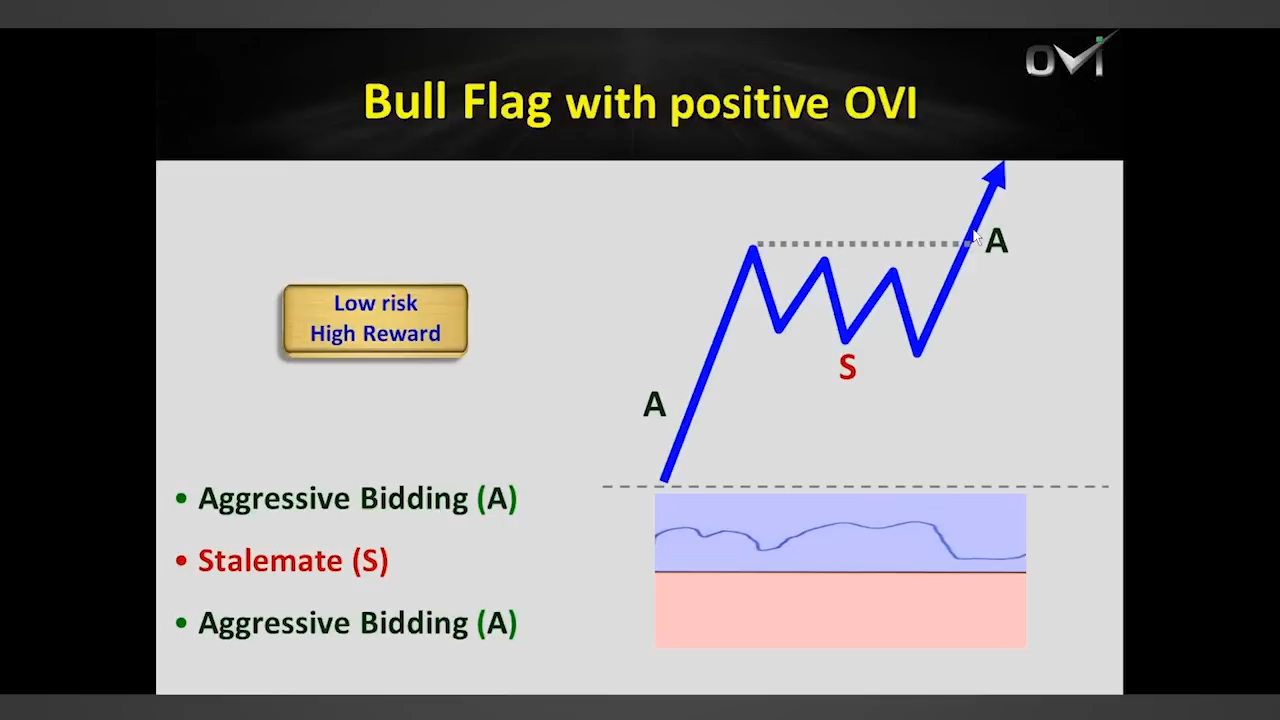 OVI
Bull Flag with positive OVI
Low risk
High Reward
A
A
S
• Aggressive Bidding (A)
• Stalemate (S)
• Aggressive Bidding (A)